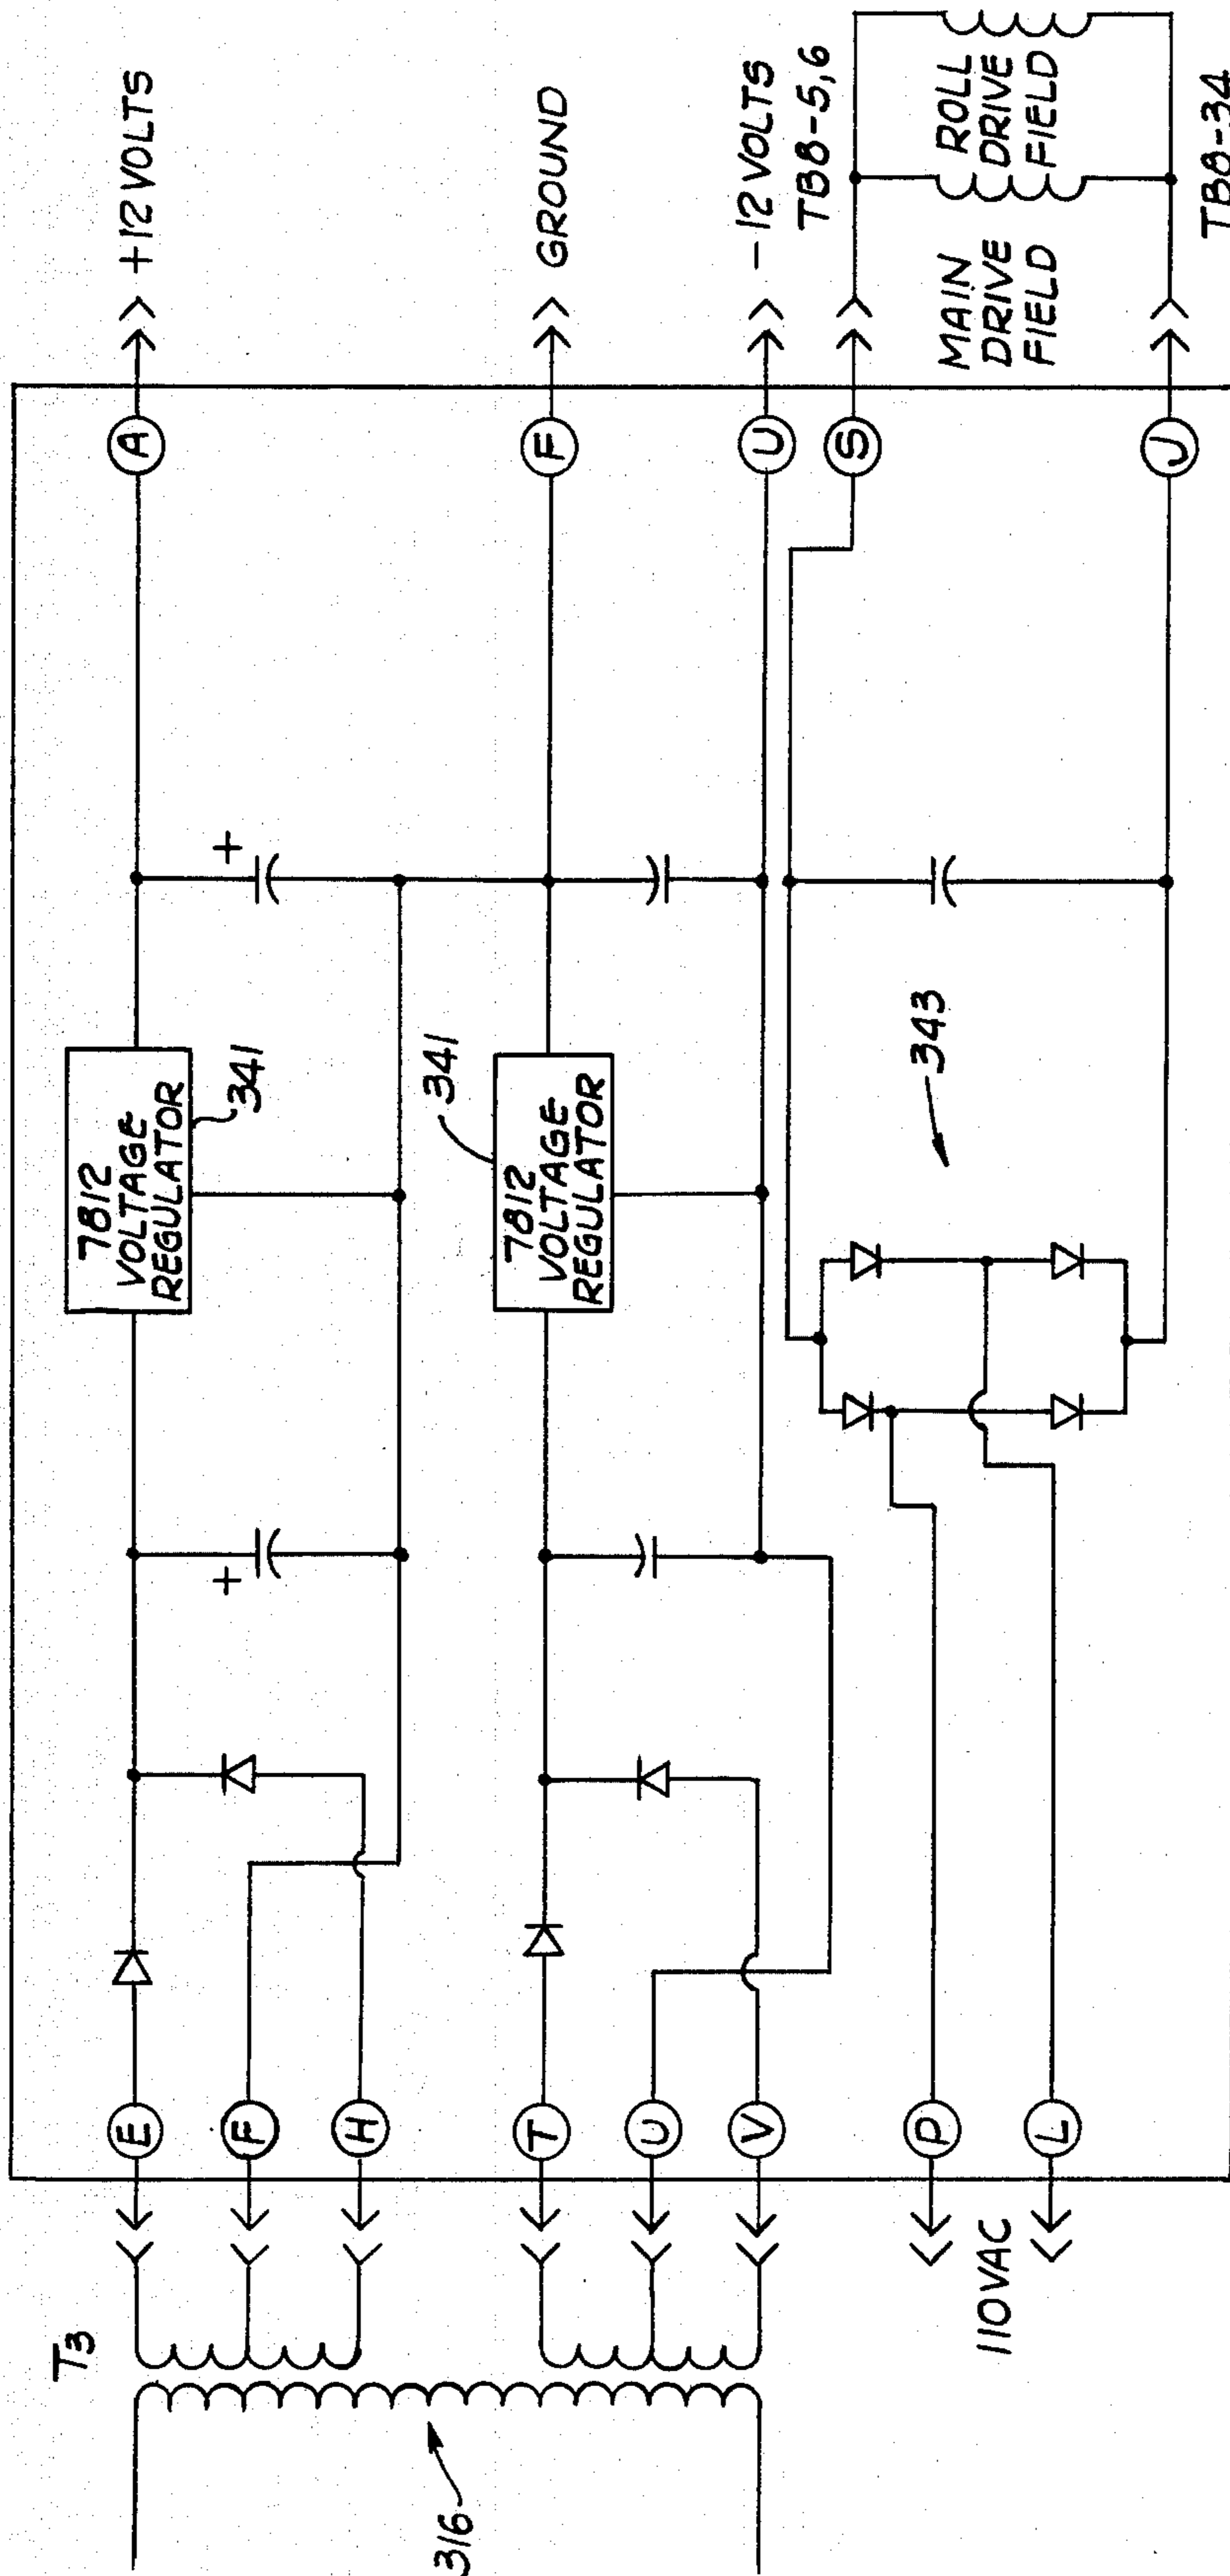 T3
316
E
F
H
T
U
V
P
L
110VAC
7812
VOLTAGE
REGULATOR
341
7812
VOLTAGE
REGULATOR
341
+
+
343
A
F
U
S
J
+12 VOLTS
GROUND
-12 VOLTS
TB8-5,6
MAIN
DRIVE
FIELD
ROLL
DRIVE
FIELD
TB8-34